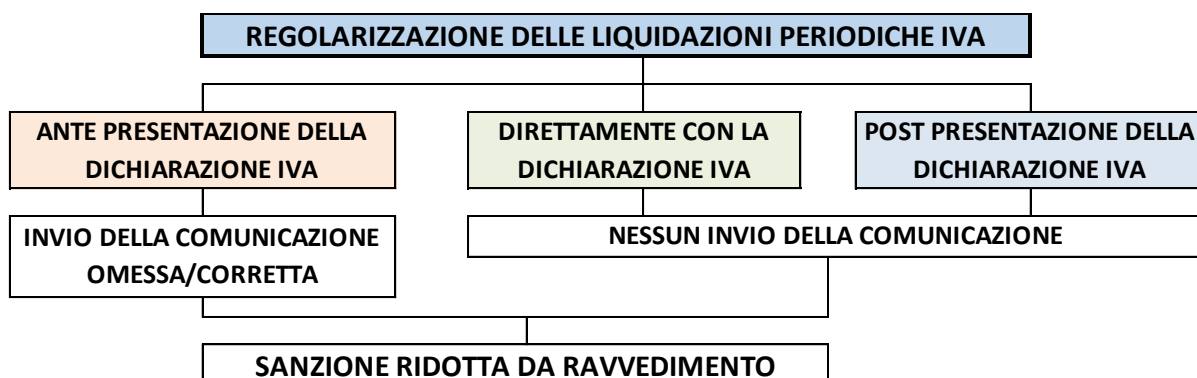 REGOLARIZZAZIONE DELLE LIQUIDAZIONI PERIODICHE IVA
ANTE PRESENTAZIONE DELLA
DICHIARAZIONE IVA
DIRETTAMENTE CON LA
DICHIARAZIONE IVA
POST PRESENTAZIONE DELLA
DICHIARAZIONE IVA
INVIO DELLA COMUNICAZIONE
OMESSA/CORRETTA
NESSUN INVIO DELLA COMUNICAZIONE
SANZIONE RIDOTTA DA RAVVEDIMENTO